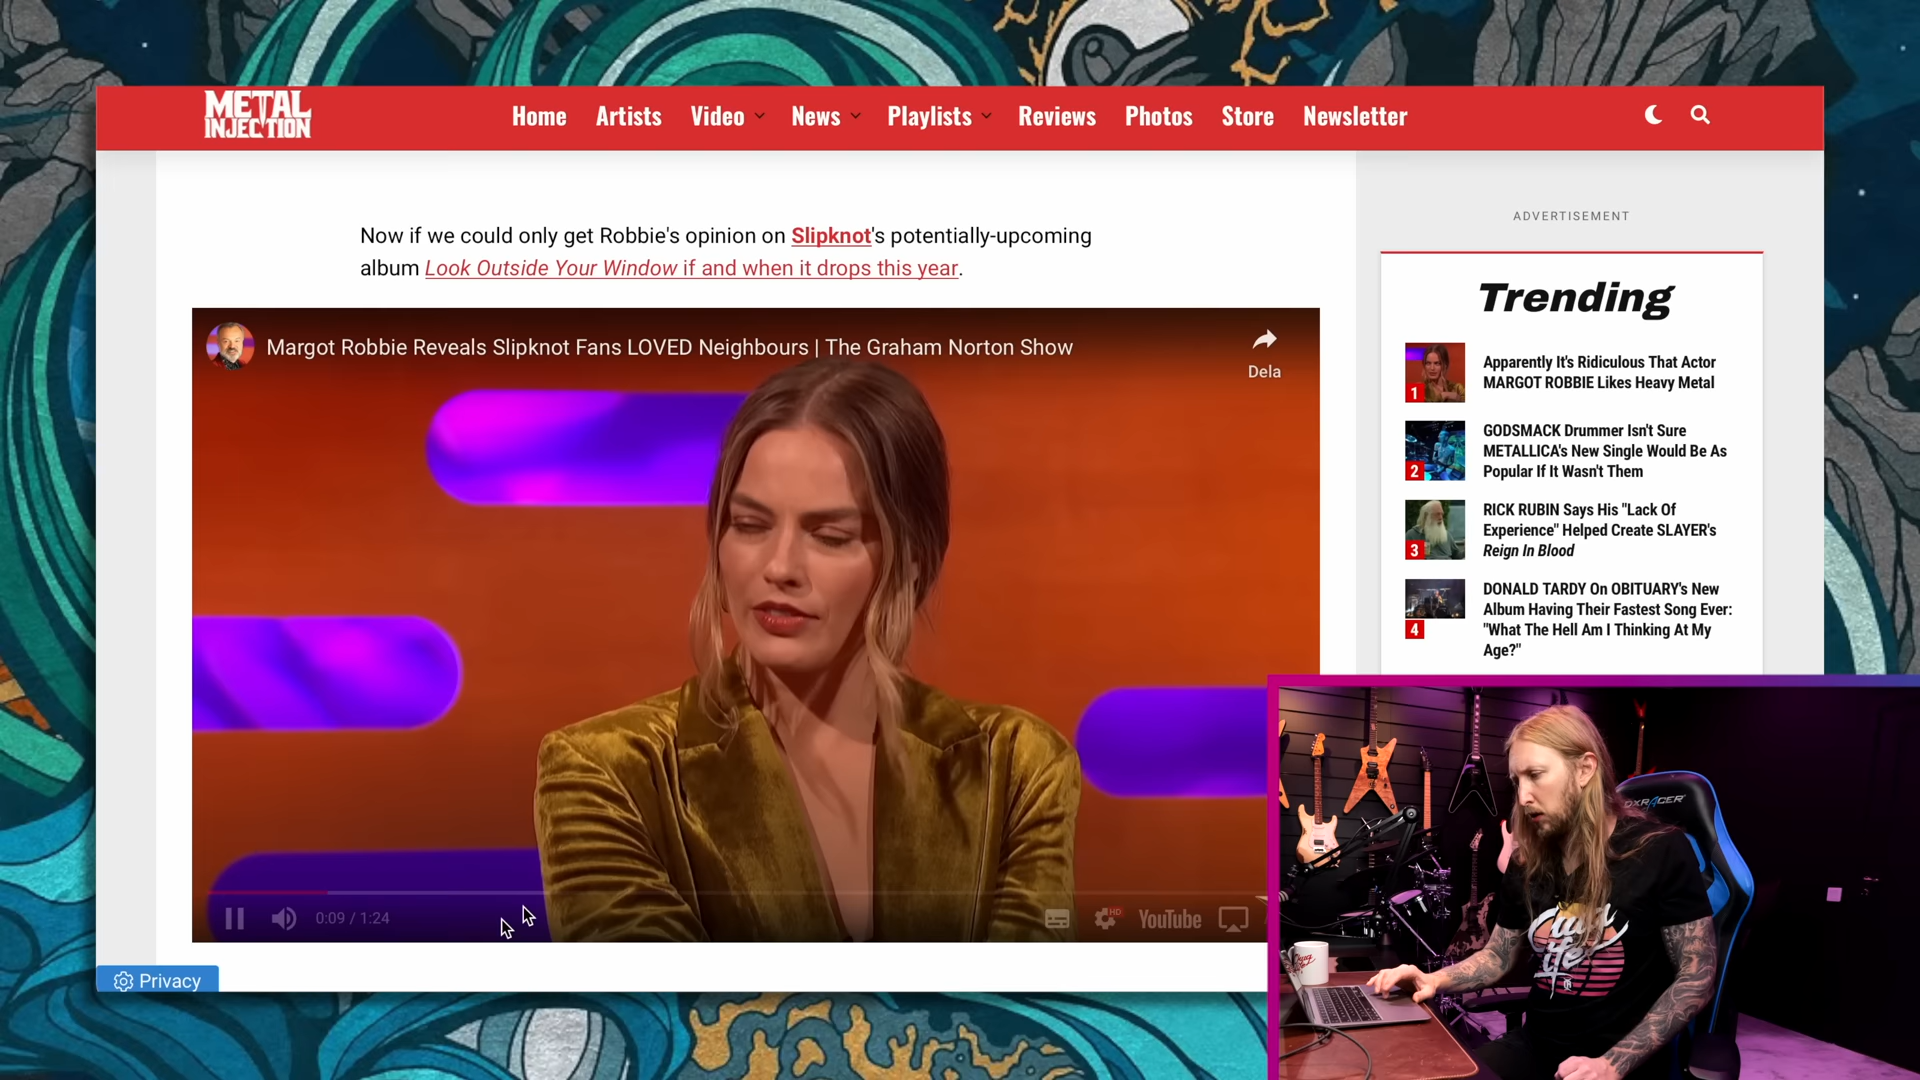 METAL
INJECTION
Home Artists Video News Playlists Reviews Photos Store Newsletter
Now if we could only get Robbie's opinion on Slipknot's potentially-upcoming
album Look Outside Your Window if and when it drops this year.
Margot Robbie Reveals Slipknot Fans LOVED Neighbours | The Graham Norton Show
Dela
0:09 / 1:24
HD
YouTube
Privacy
ADVERTISEMENT
Trending
1
Apparently It's Ridiculous That Actor
MARGOT ROBBIE Likes Heavy Metal
2
GODSMACK Drummer Isn't Sure
METALLICA's New Single Would Be As
Popular If It Wasn't Them
3
RICK RUBIN Says His "Lack Of
Experience" Helped Create SLAYER's
Reign In Blood
4
DONALD TARDY On OBITUARY's New
Album Having Their Fastest Song Ever:
"What The Hell Am I Thinking At My
Age?"
DXRACER